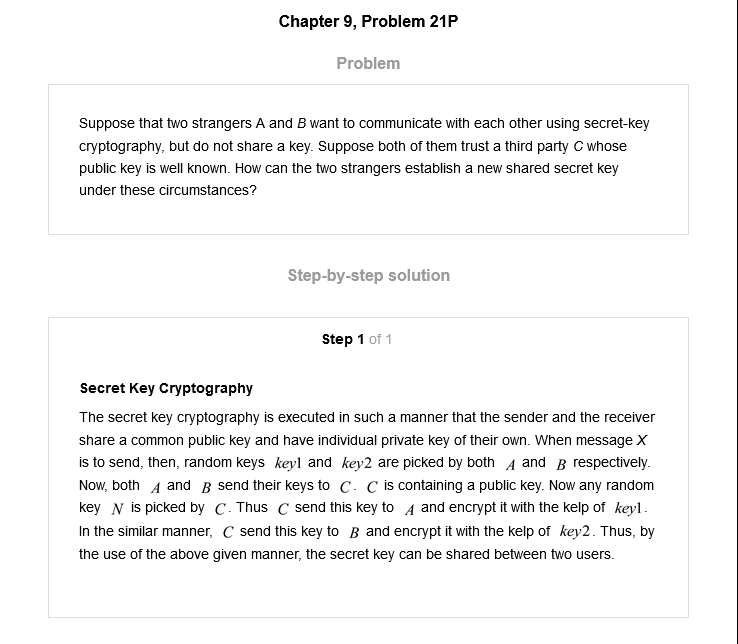 Chapter 9, Problem 21P
Problem
Suppose that two strangers A and B want to communicate with each other using secret-key
cryptography, but do not share a key. Suppose both of them trust a third party C whose
public key is well known. How can the two strangers establish a new shared secret key
under these circumstances?
Step-by-step solution
Step 1 of 1
Secret Key Cryptography
The secret key cryptography is executed in such a manner that the sender and the receiver
share a common public key and have individual private key of their own. When message X
is to send, then, random keys key1 and key2 are picked by both A and B respectively.
Now, both A and B send their keys to C. C is containing a public key. Now any random
key N is picked by C. Thus C send this key to A and encrypt it with the kelp of key1.
In the similar manner, C send this key to B and encrypt it with the kelp of key2. Thus, by
the use of the above given manner, the secret key can be shared between two users.